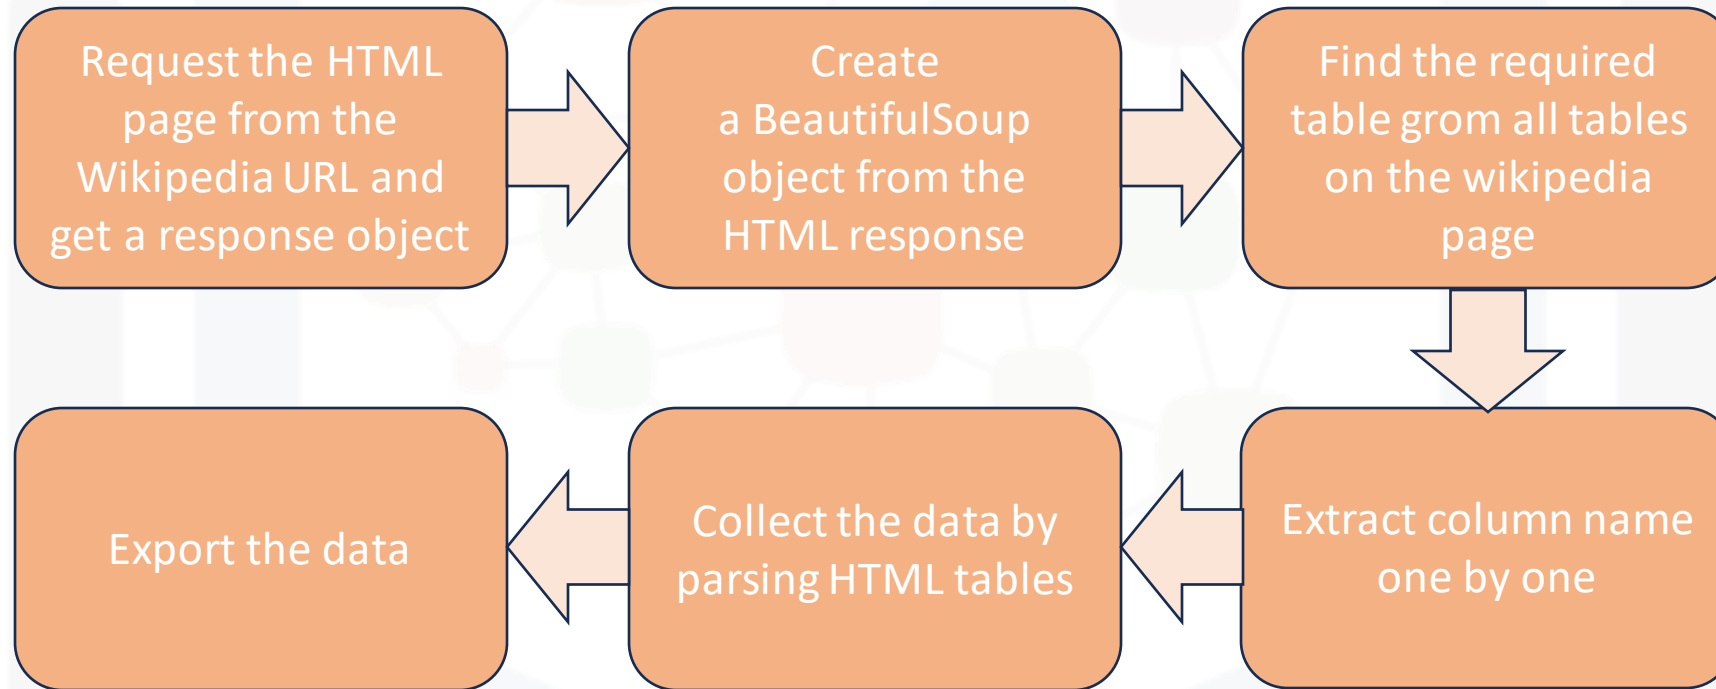 Request the HTML
page from the
Wikipedia URL and
get a response object
Create
a BeautifulSoup
object from the
HTML response
Find the required
table grom all tables
on the wikipedia
page
Extract column name
one by one
Collect the data by
parsing HTML tables
Export the data